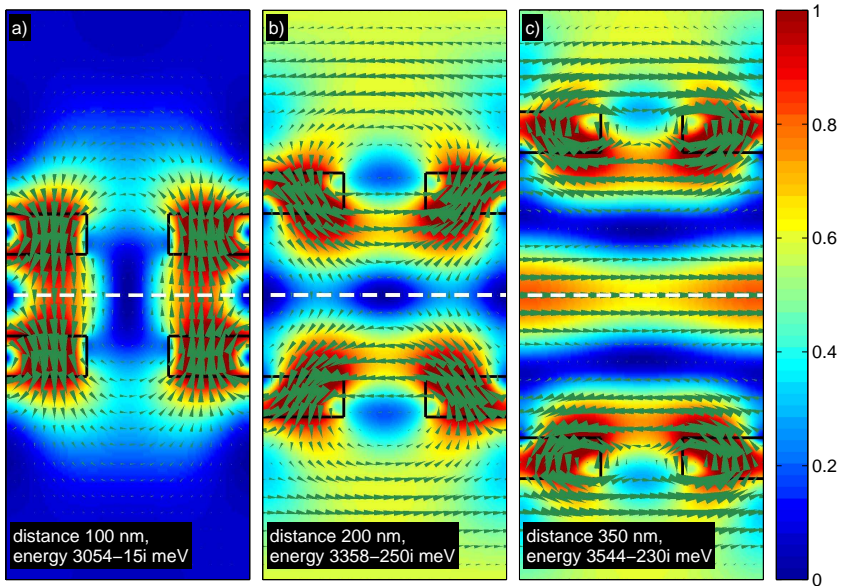 a)
b)
c)
distance 100 nm,
energy 3054–15i meV
distance 200 nm,
energy 3358–250i meV
distance 350 nm,
energy 3544–230i meV
1
0.8
0.6
0.4
0.2
0